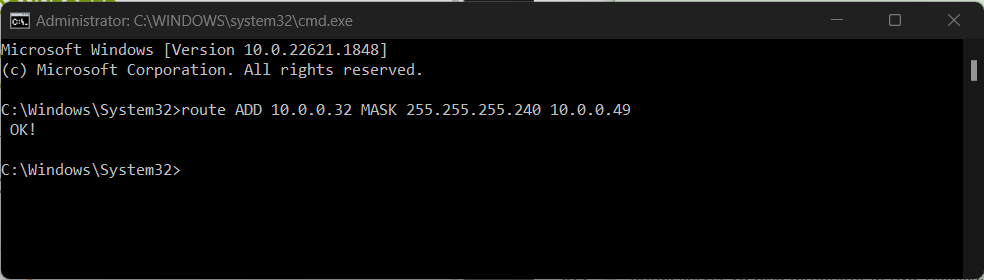 Administrator: C:\WINDOWS\system32\cmd.exe
Microsoft Windows [Version 10.0.22621.1848]
(c) Microsoft Corporation. All rights reserved.
C:\Windows\System32>route ADD 10.0.0.32 MASK 255.255.255.240 10.0.0.49
OK!
C:\Windows\System32>